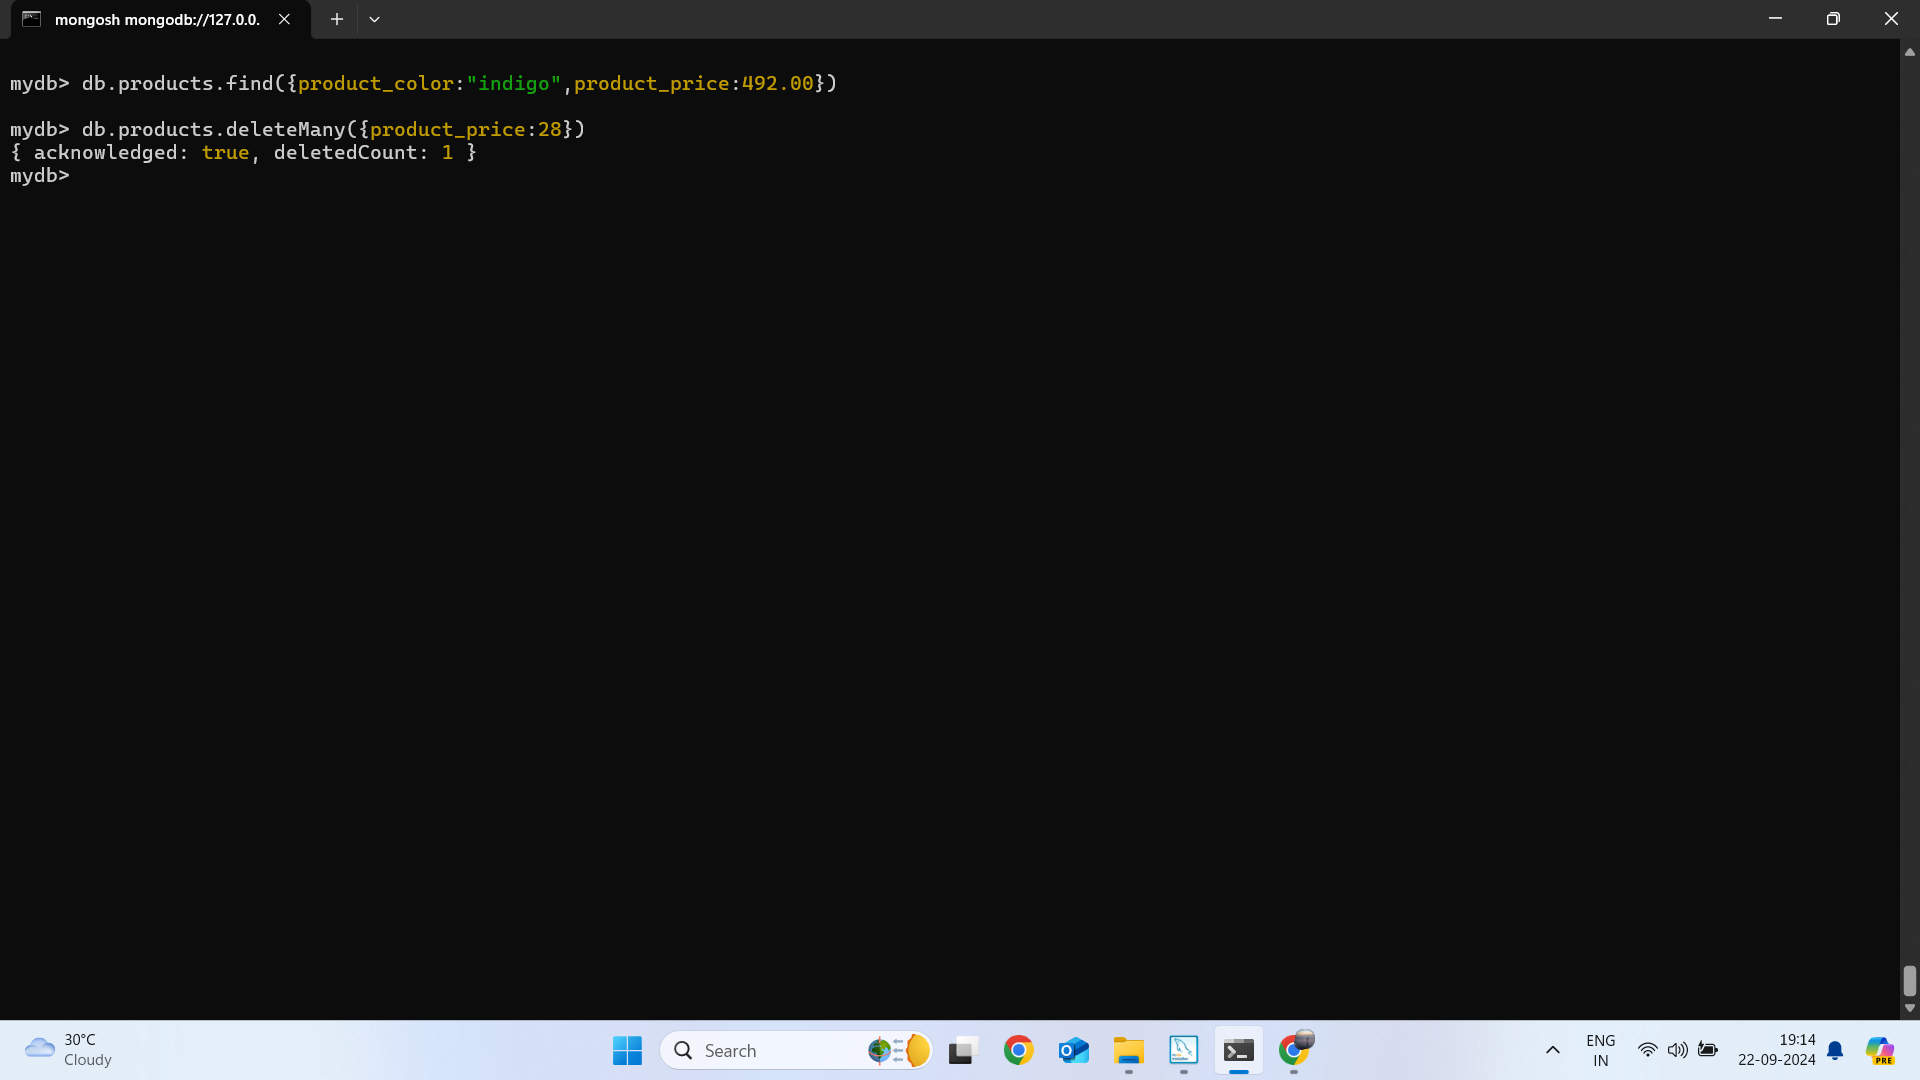 mongosh mongodb://127.0.0.
mydb> db.products.find({product_color:"indigo",product_price:492.00})
mydb> db.products.deleteMany({product_price:28})
{ acknowledged: true, deletedCount: 1 }
mydb>
30°C
Cloudy
Search
ENG
IN
19:14
22-09-2024
PRE